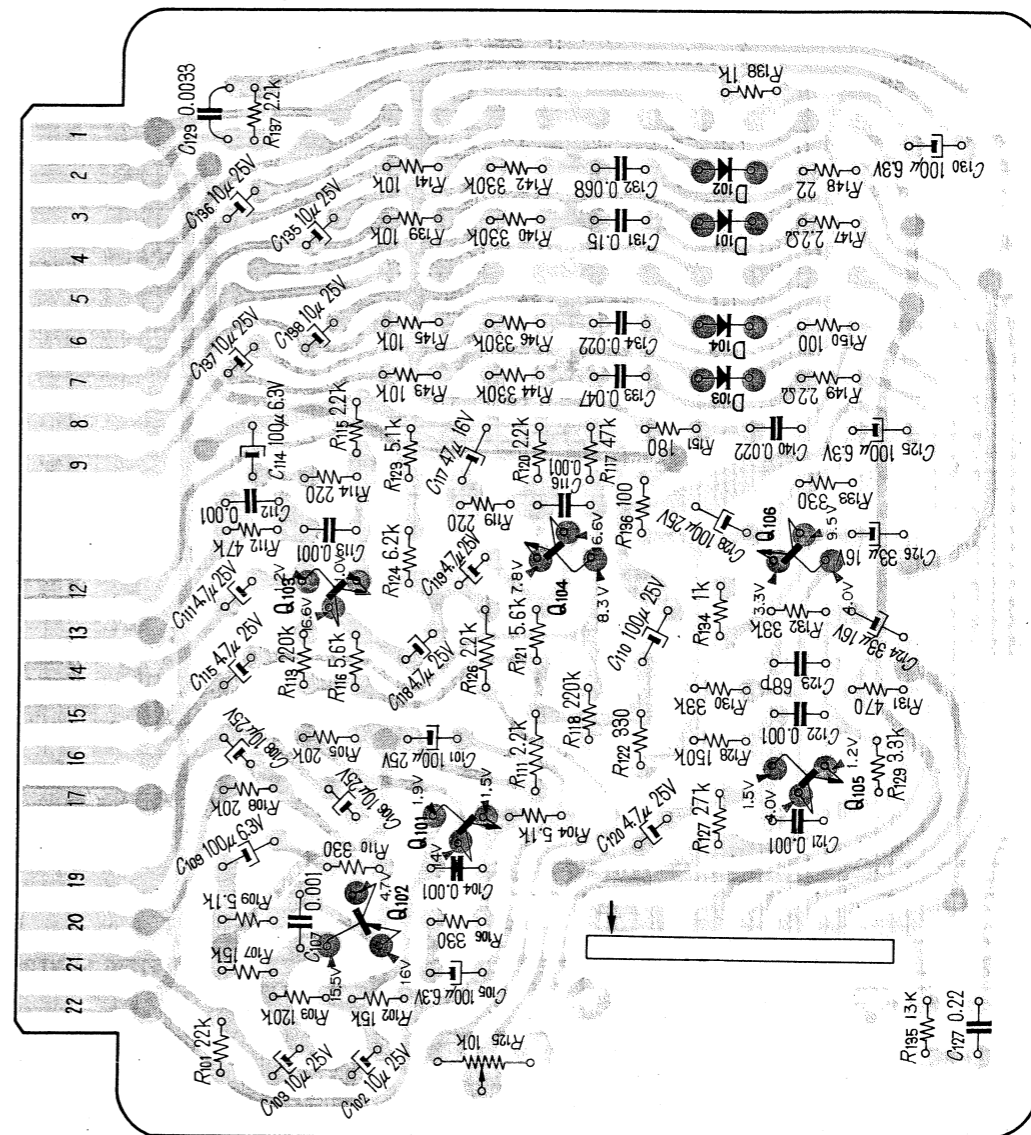 R138 1k
C129 0.0033
R137 2.2k
C130 100μ 6.3V
1
2
3
4
5
6
7
8
9
12
13
14
15
16
17
19
20
21
22
C136 10μ 25V
R141 10k
R142 330k
C132 0.068
D102
R148 22
C135 10μ 25V
R139 10k
R140 330k
C131 0.15
D101
R147 2.2Ω
C138 10μ 25V
C137 10μ 25V
R145 10k
R146 330k
C134 0.022
D104
R150 100
R143 10k
R144 330k
C133 0.047
D103
R149 2.2Ω
C114 100μ 6.3V
R115 2.2k
R123 5.1k
C117 47μ 16V
R120 2.2k
R117 47k
R151 180
C140 0.022
C125 100μ 6.3V
C112 0.001
R114 220
R119 220
C116 0.001
R136 100
C128 100μ 25V
R133 330
R112 47k
C113 0.001
R124 6.2k
C119 4.7μ 25V
Q104
6.6V
7.8V
8.3V
Q106
9.5V
3.3V
C126 33μ 16V
C111 4.7μ 25V
Q103
6.6V
R113 220k
R116 5.6k
C115 4.7μ 25V
C118 4.7μ 25V
R126 2.2k
R121 5.6k
C110 100μ 25V
R134 1k
R132 33k
C124 33μ 16V
C123 68P
R130 33k
R131 470
C108 10μ 25V
R105 20k
C101 100μ 25V
R111 2.2k
R118 220k
R122 330
R128 150k
C122 0.001
R129 3.3k
R108 20k
C106 10μ 25V
1.9V
Q101
11.5V
14V
R104 5.1k
C120 4.7μ 25V
R127 27k
1.5V
4.0V
1.2V
Q105
C121 0.001
C109 100μ 6.3V
R110 330
C104 0.001
R109 5.1k
C107 0.001
4.7V
Q102
15.5V
16V
R106 330
R107 15k
R103 120k
R102 15k
C105 100μ 6.3V
R101 22k
C103 10μ 25V
C102 10μ 25V
R125 10k
R135 13K
C127 0.22